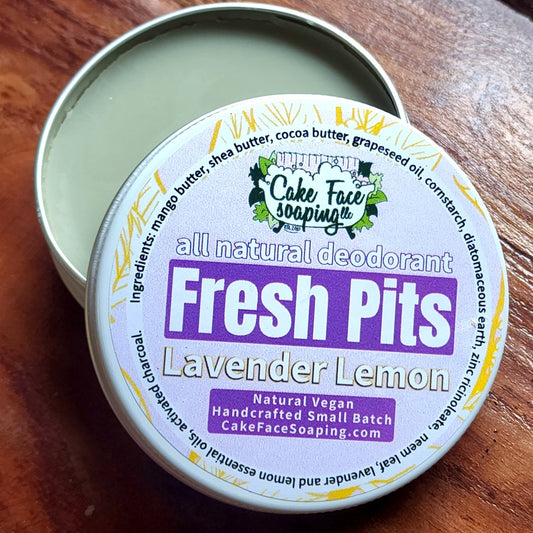 Ingredients: mango butter, shea butter, cocoa butter, grapeseed oil, cornstarch, diatomaceous earth, zinc ricinoleate, neem leaf, lavender and lemon essential oils, activated charcoal.
Cake Face
soaping llc
all natural deodorant
Fresh Pits
Lavender Lemon
Natural Vegan
Handcrafted Small Batch
CakeFaceSoaping.com